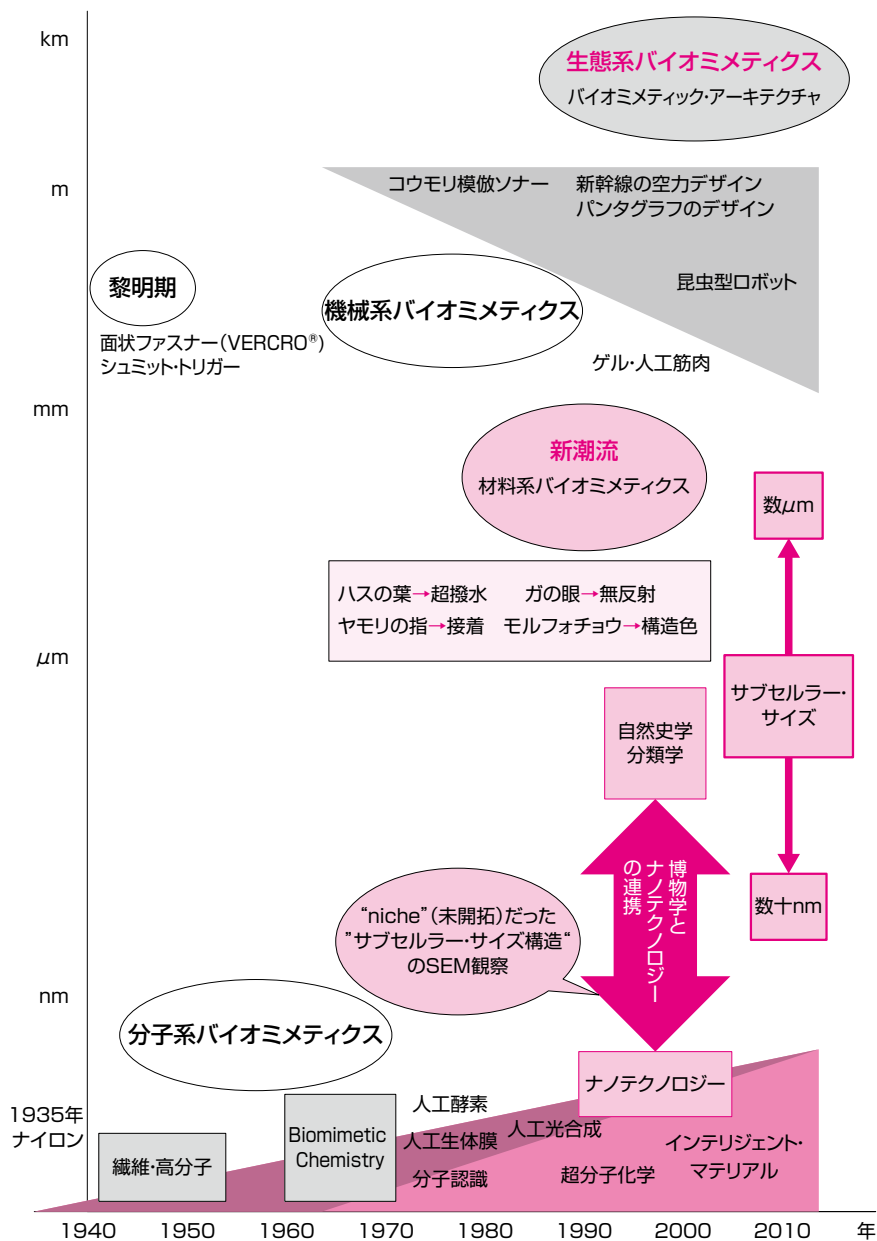 km
生態系バイオミメティクス
バイオミメティック・アーキテクチャ
m
コウモリ模倣ソナー
新幹線の空力デザイン
パンタグラフのデザイン
昆虫型ロボット
黎明期
機械系バイオミメティクス
面状ファスナー(VERCRO®)
シュミット・トリガー
ゲル・人工筋肉
mm
新潮流
材料系バイオミメティクス
数μm
ハスの葉→超撥水 ガの眼→無反射
ヤモリの指→接着 モルフォチョウ→構造色
μm
サブセルラー・
サイズ
自然史学
分類学
博物学と
ナノテクノロジー
の連携
数十nm
“niche”(未開拓)だった
”サブセルラー・サイズ構造“
のSEM観察
nm
分子系バイオミメティクス
ナノテクノロジー
1935年
ナイロン
繊維・高分子
Biomimetic
Chemistry
人工酵素
人工生体膜
人工光合成
分子認識
超分子化学
インテリジェント・
マテリアル
1940 1950 1960 1970 1980 1990 2000 2010 年